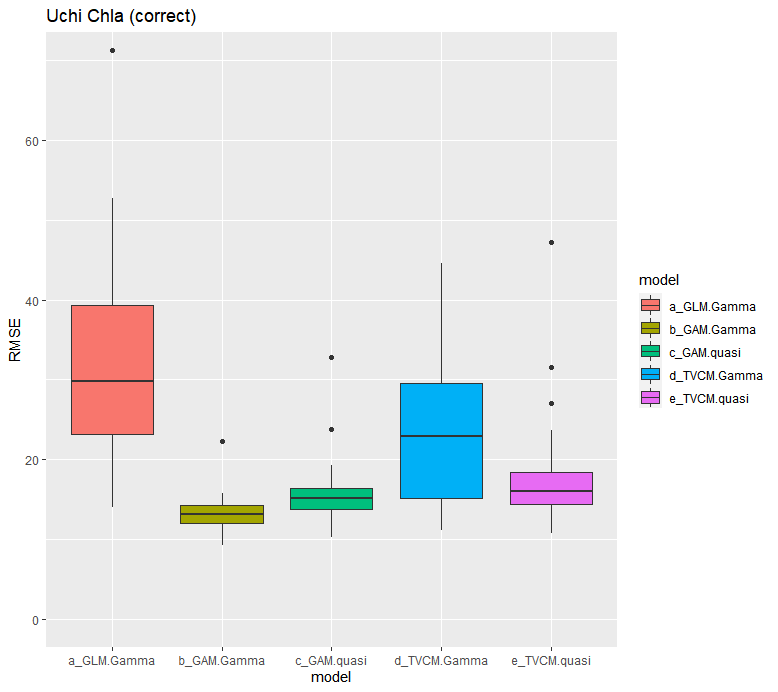 Uchi Chla (correct)
RMSE
60
40
20
0
a_GLM.Gamma
b_GAM.Gamma
c_GAM.quasi
d_TVCM.Gamma
e_TVCM.quasi
model
model
a_GLM.Gamma
b_GAM.Gamma
c_GAM.quasi
d_TVCM.Gamma
e_TVCM.quasi